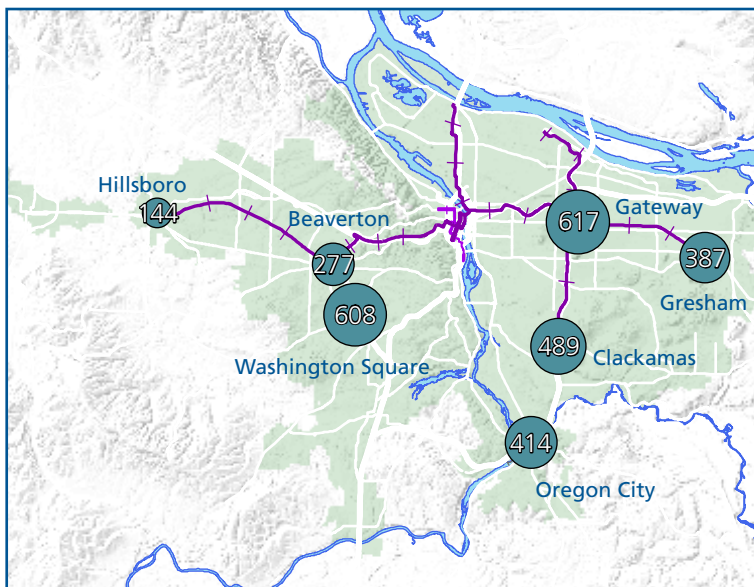 Hillsboro
144
Beaverton
277
608
Washington Square
617
Gateway
387
Gresham
489
Clackamas
414
Oregon City